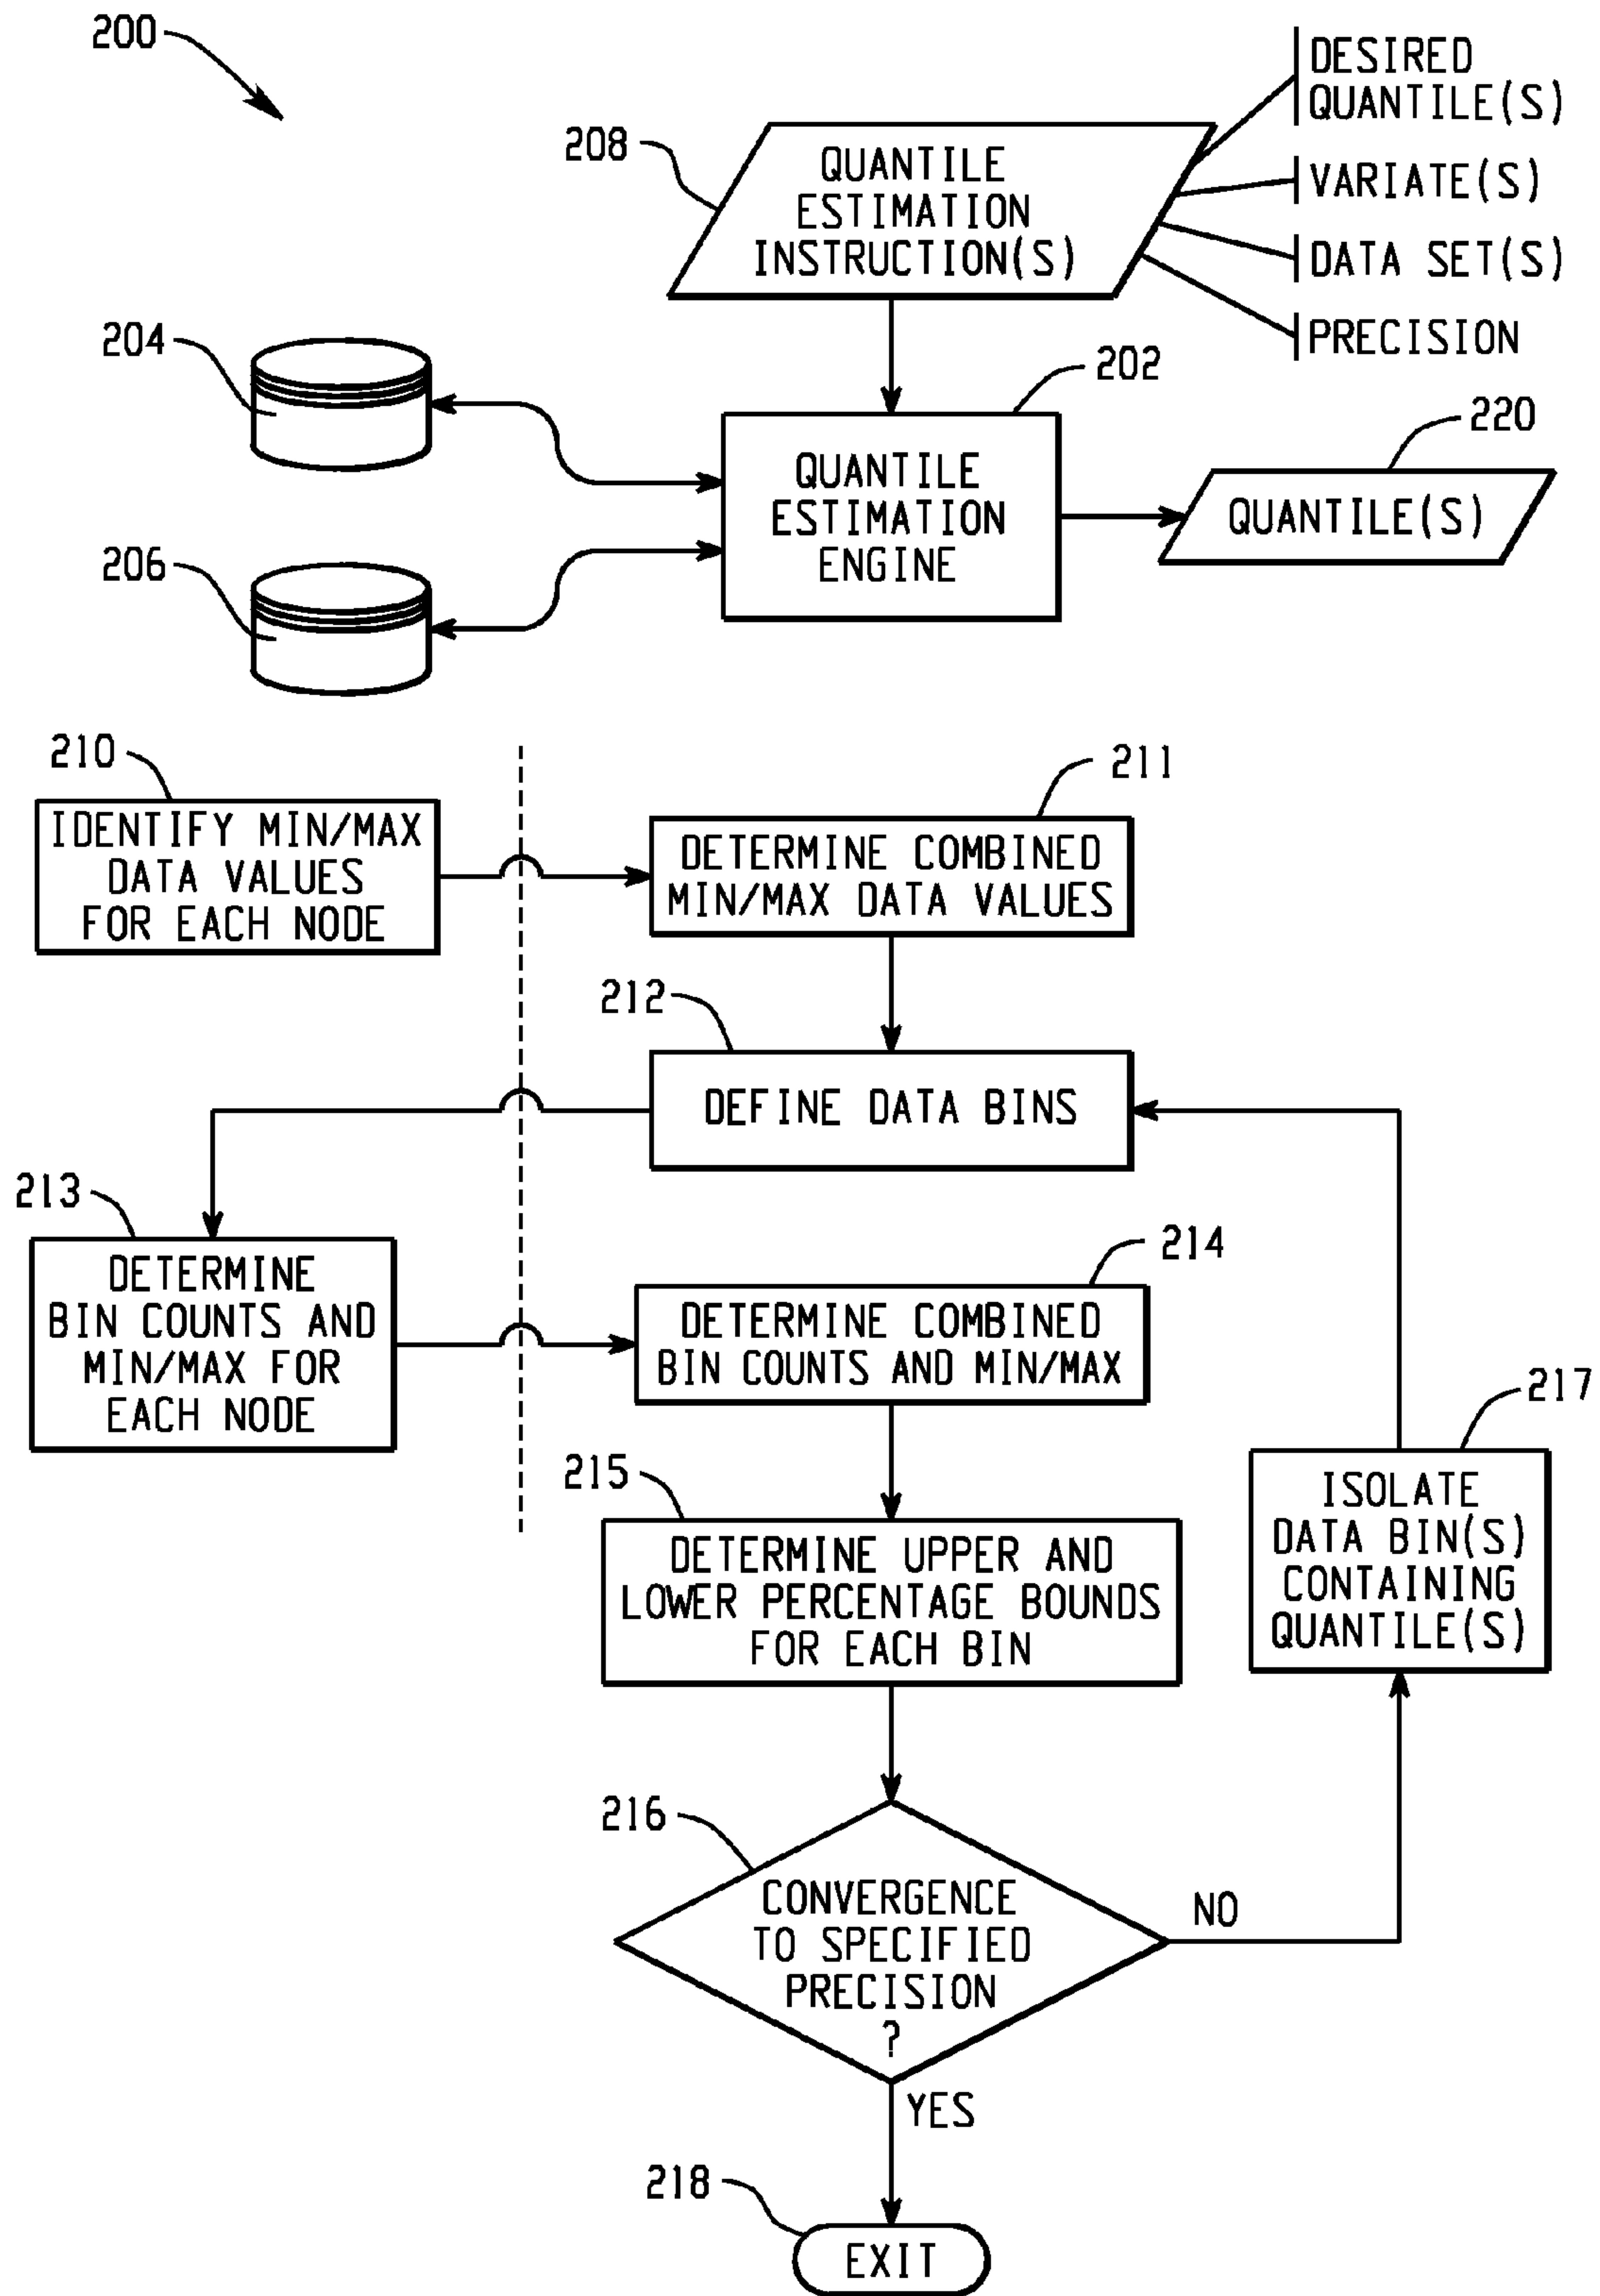 200
DESIRED
QUANTILE(S)
208
QUANTILE
ESTIMATION
INSTRUCTION(S)
VARIATE(S)
DATA SET(S)
PRECISION
204
202
220
QUANTILE
ESTIMATION
ENGINE
QUANTILE(S)
206
210
211
IDENTIFY MIN/MAX
DATA VALUES
FOR EACH NODE
DETERMINE COMBINED
MIN/MAX DATA VALUES
212
DEFINE DATA BINS
213
DETERMINE
BIN COUNTS AND
MIN/MAX FOR
EACH NODE
214
DETERMINE COMBINED
BIN COUNTS AND MIN/MAX
217
ISOLATE
DATA BIN(S)
CONTAINING
QUANTILE(S)
215
DETERMINE UPPER AND
LOWER PERCENTAGE BOUNDS
FOR EACH BIN
216
CONVERGENCE
TO SPECIFIED
PRECISION
?
NO
YES
218
EXIT